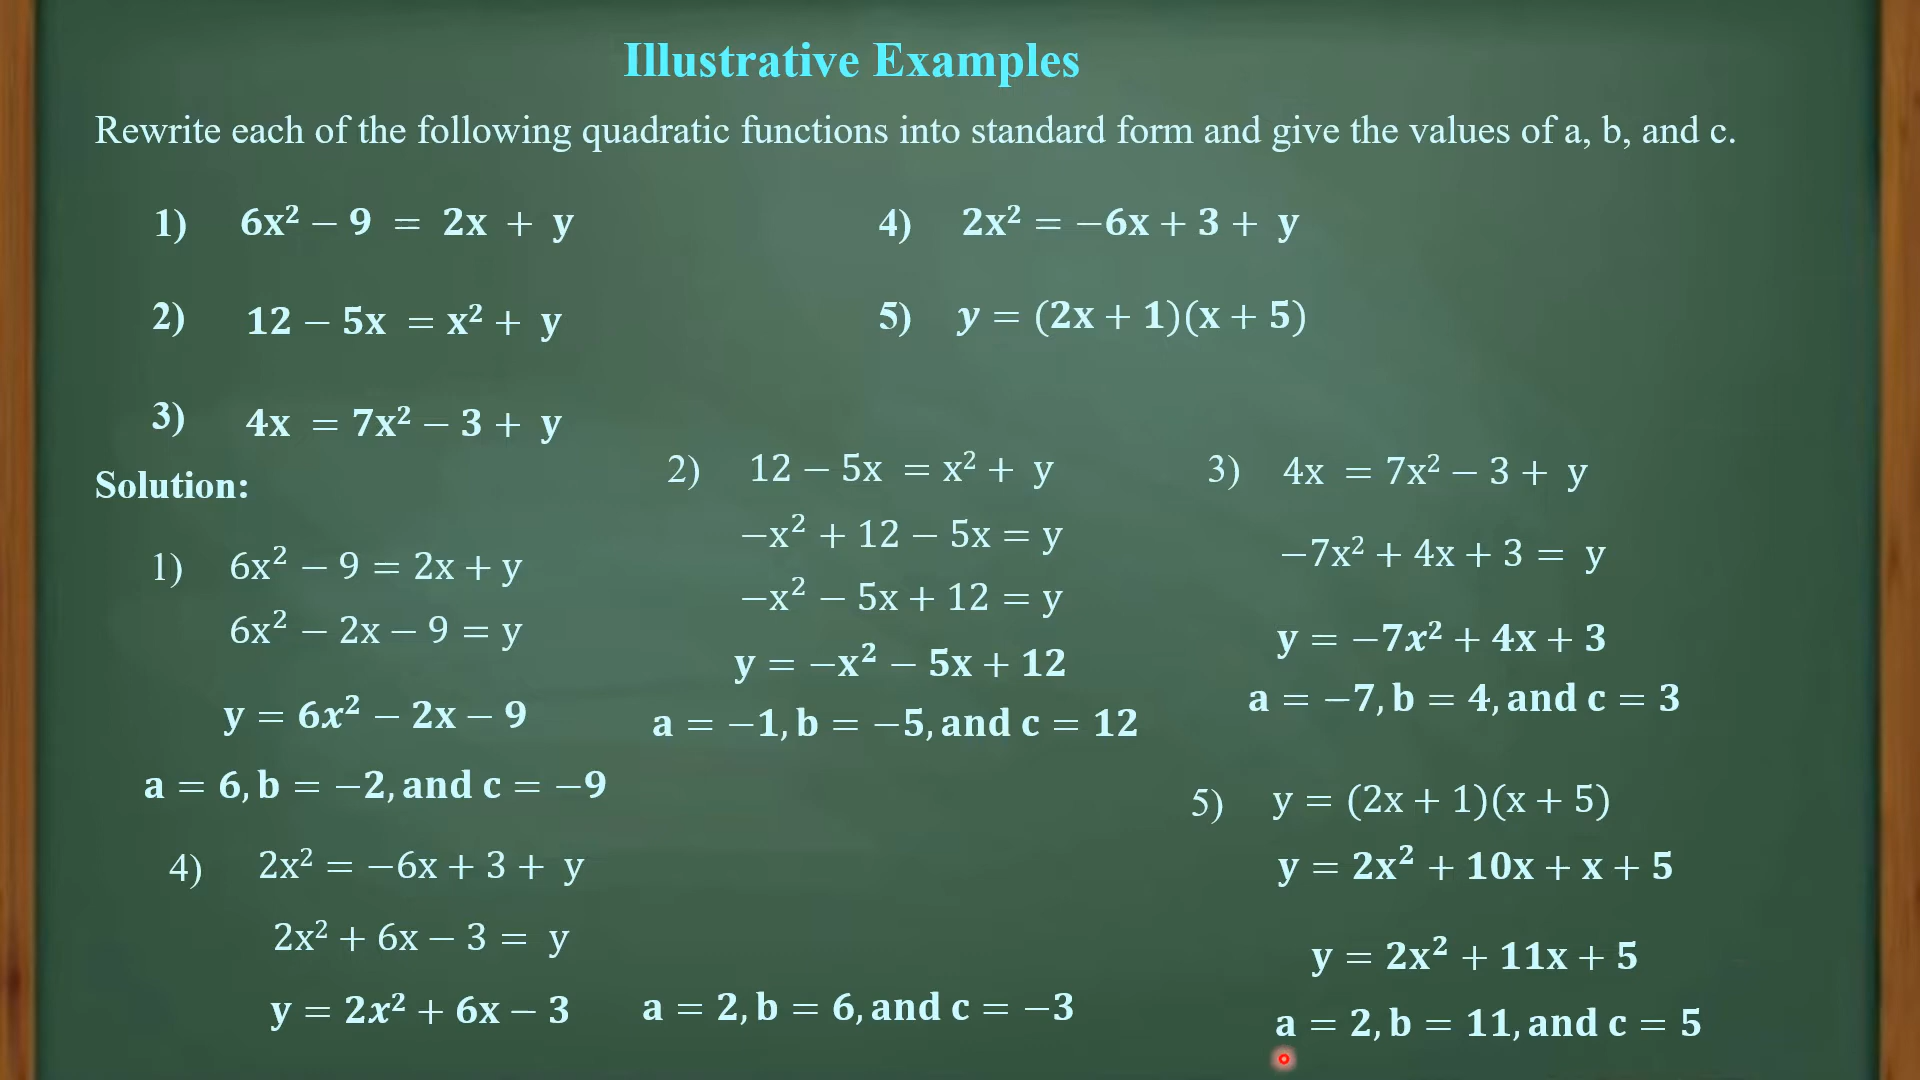 Illustrative Examples
Rewrite each of the following quadratic functions into standard form and give the values of a, b, and c.
1) 6x² − 9 = 2x + y
2) 12 − 5x = x² + y
3) 4x = 7x² − 3 + y
4) 2x² = −6x + 3 + y
5) y = (2x + 1)(x + 5)
Solution:
1) 6x² − 9 = 2x + y
6x² − 2x − 9 = y
y = 6x² − 2x − 9
a = 6, b = −2, and c = −9
2) 12 − 5x = x² + y
−x² + 12 − 5x = y
−x² − 5x + 12 = y
y = −x² − 5x + 12
a = −1, b = −5, and c = 12
3) 4x = 7x² − 3 + y
−7x² + 4x + 3 = y
y = −7x² + 4x + 3
a = −7, b = 4, and c = 3
4) 2x² = −6x + 3 + y
2x² + 6x − 3 = y
y = 2x² + 6x − 3
a = 2, b = 6, and c = −3
5) y = (2x + 1)(x + 5)
y = 2x² + 10x + x + 5
y = 2x² + 11x + 5
a = 2, b = 11, and c = 5